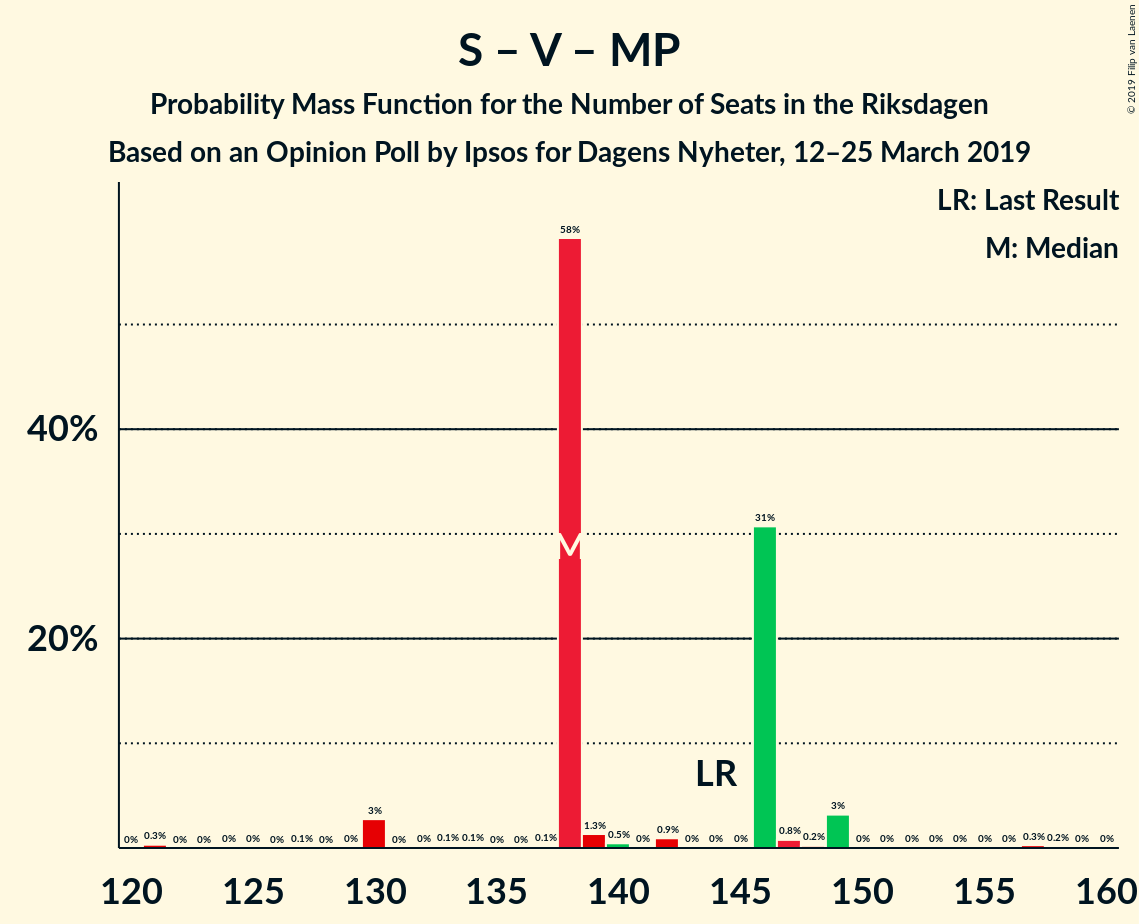 S – V – MP
Probability Mass Function for the Number of Seats in the Riksdagen
Based on an Opinion Poll by Ipsos for Dagens Nyheter, 12–25 March 2019
© 2019 Filip van Laenen
LR: Last Result
M: Median
40%
20%
0% 0.3% 0% 0% 0% 0% 0% 0.1% 0% 0% 3% 0% 0% 0.1% 0.1% 0% 0% 0.1% 58% 1.3% 0.5% 0% 0.9% 0% 0% 0% 31% 0.8% 0.2% 3% 0% 0% 0% 0% 0% 0% 0% 0.3% 0.2% 0% 0%
M
LR
120 125 130 135 140 145 150 155 160